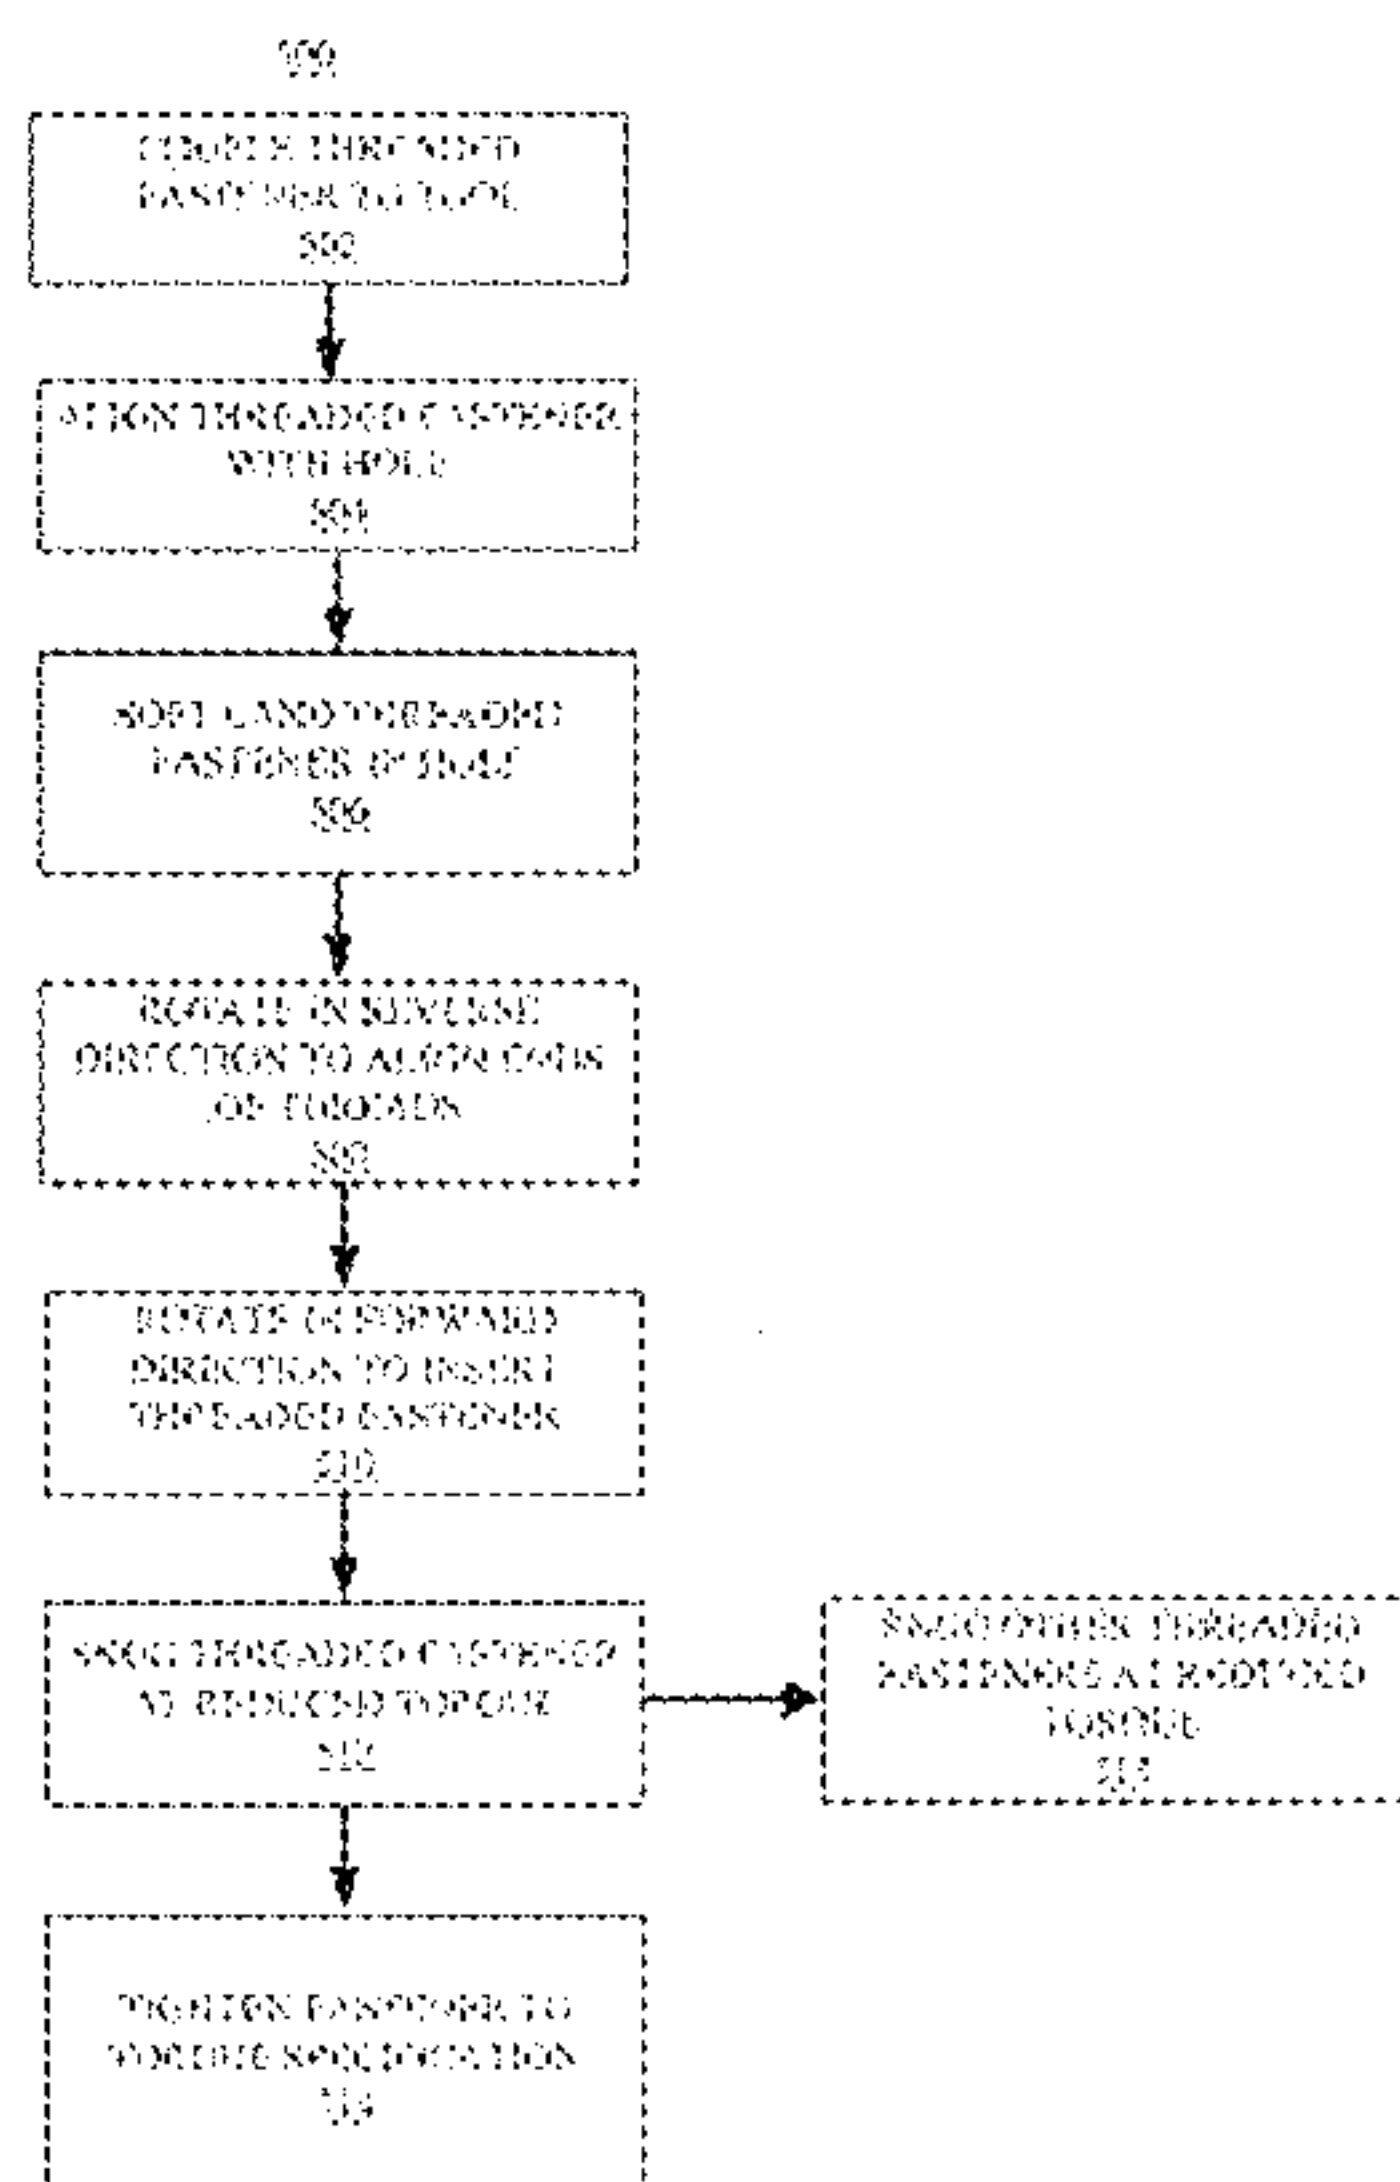 COUPLE THREADED
FASTENER TO TOOL
502
ALIGN THREADED FASTENER
WITH HOLE
504
SOFT LAND THREADED
FASTENER IN HOLE
506
ROTATE IN REVERSE
DIRECTION TO ALIGN ENDS
OF THREADS
ROTATE IN FORWARD
DIRECTION TO INSERT
THREADED FASTENER
510
SNUG THREADED FASTENER
AT REDUCED TORQUE
512
SNUG OTHER THREADED
FASTENERS AT REDUCED
TORQUE
TIGHTEN FASTENER TO
TORQUE SPECIFICATION